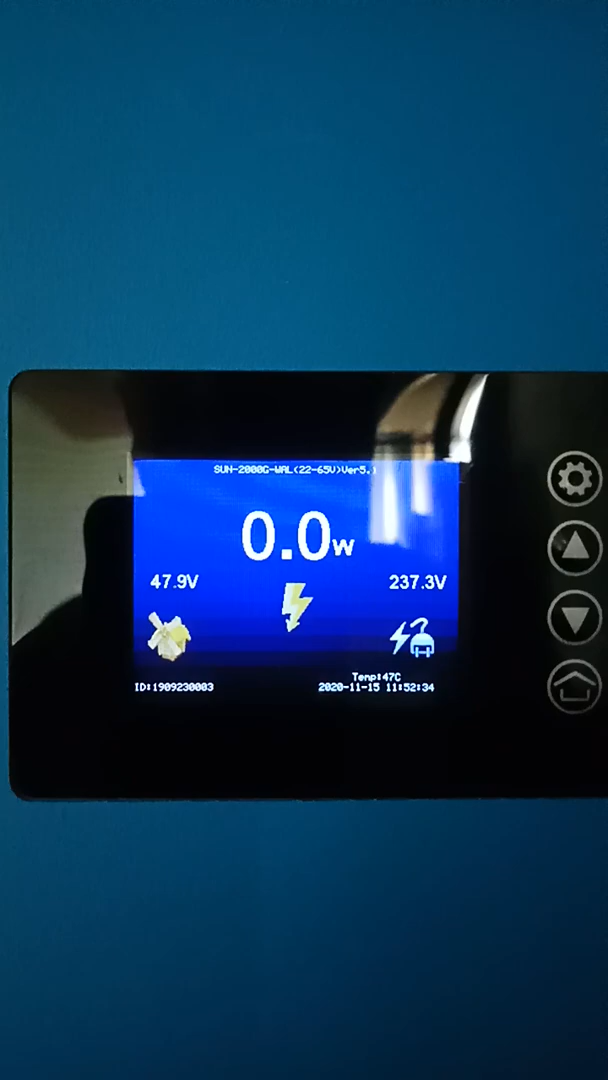 SUN-2000G-WAL(22-65V)Ver5.
0.0W
47.9V
237.3V
Temp:47C
ID:1909230003
2020-11-15 11:52:34